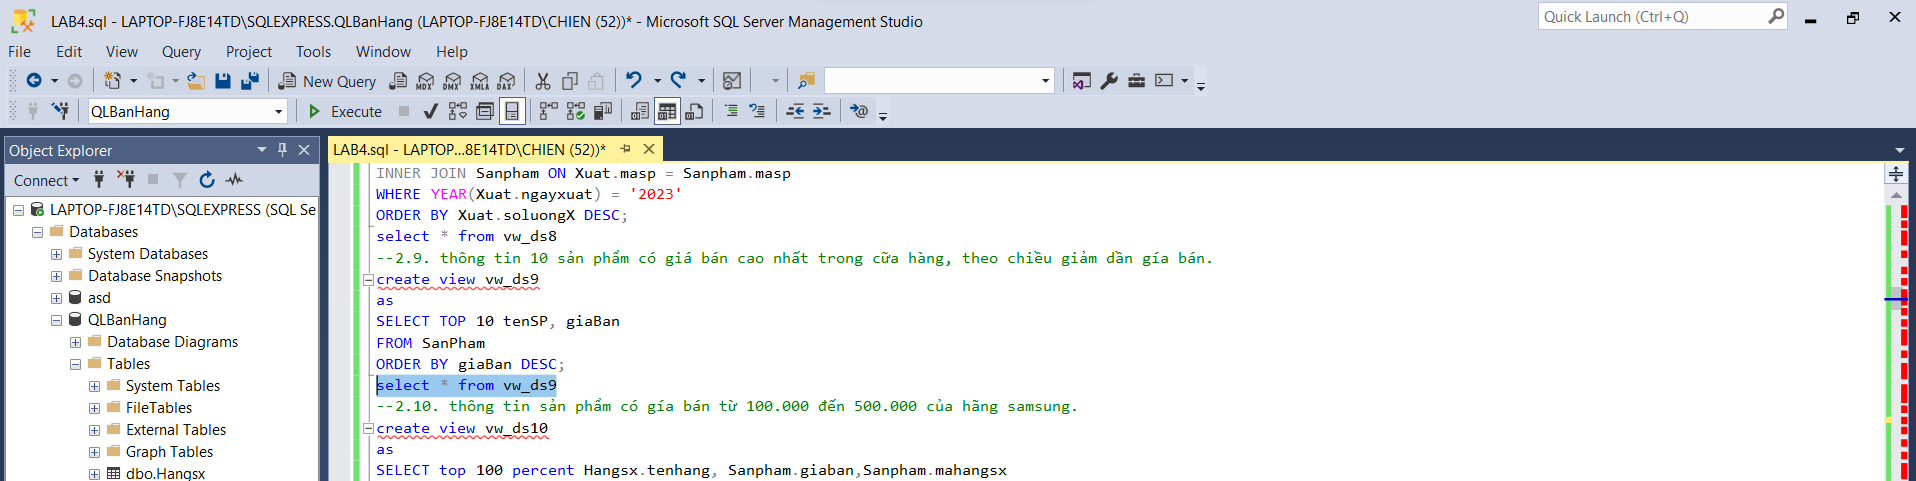 LAB4.sql - LAPTOP-FJ8E14TD\SQLEXPRESS.QLBanHang (LAPTOP-FJ8E14TD\CHIEN (52))* - Microsoft SQL Server Management Studio
Quick Launch (Ctrl+Q)
File Edit View Query Project Tools Window Help
New Query MDX DMX XMLA DAX
QLBanHang Execute
Object Explorer
LAB4.sql - LAPTOP...8E14TD\CHIEN (52))*
Connect
LAPTOP-FJ8E14TD\SQLEXPRESS (SQL Se
Databases
System Databases
Database Snapshots
asd
QLBanHang
Database Diagrams
Tables
System Tables
FileTables
External Tables
Graph Tables
dbo.Hangsx
INNER JOIN Sanpham ON Xuat.masp = Sanpham.masp
WHERE YEAR(Xuat.ngayxuat) = '2023'
ORDER BY Xuat.soluongX DESC;
select * from vw_ds8
--2.9. thông tin 10 sản phẩm có giá bán cao nhất trong cữa hàng, theo chiều giảm dần gía bán.
create view vw_ds9
as
SELECT TOP 10 tenSP, giaBan
FROM SanPham
ORDER BY giaBan DESC;
select * from vw_ds9
--2.10. thông tin sản phẩm có gía bán từ 100.000 đến 500.000 của hãng samsung.
create view vw_ds10
as
SELECT top 100 percent Hangsx.tenhang, Sanpham.giaban,Sanpham.mahangsx